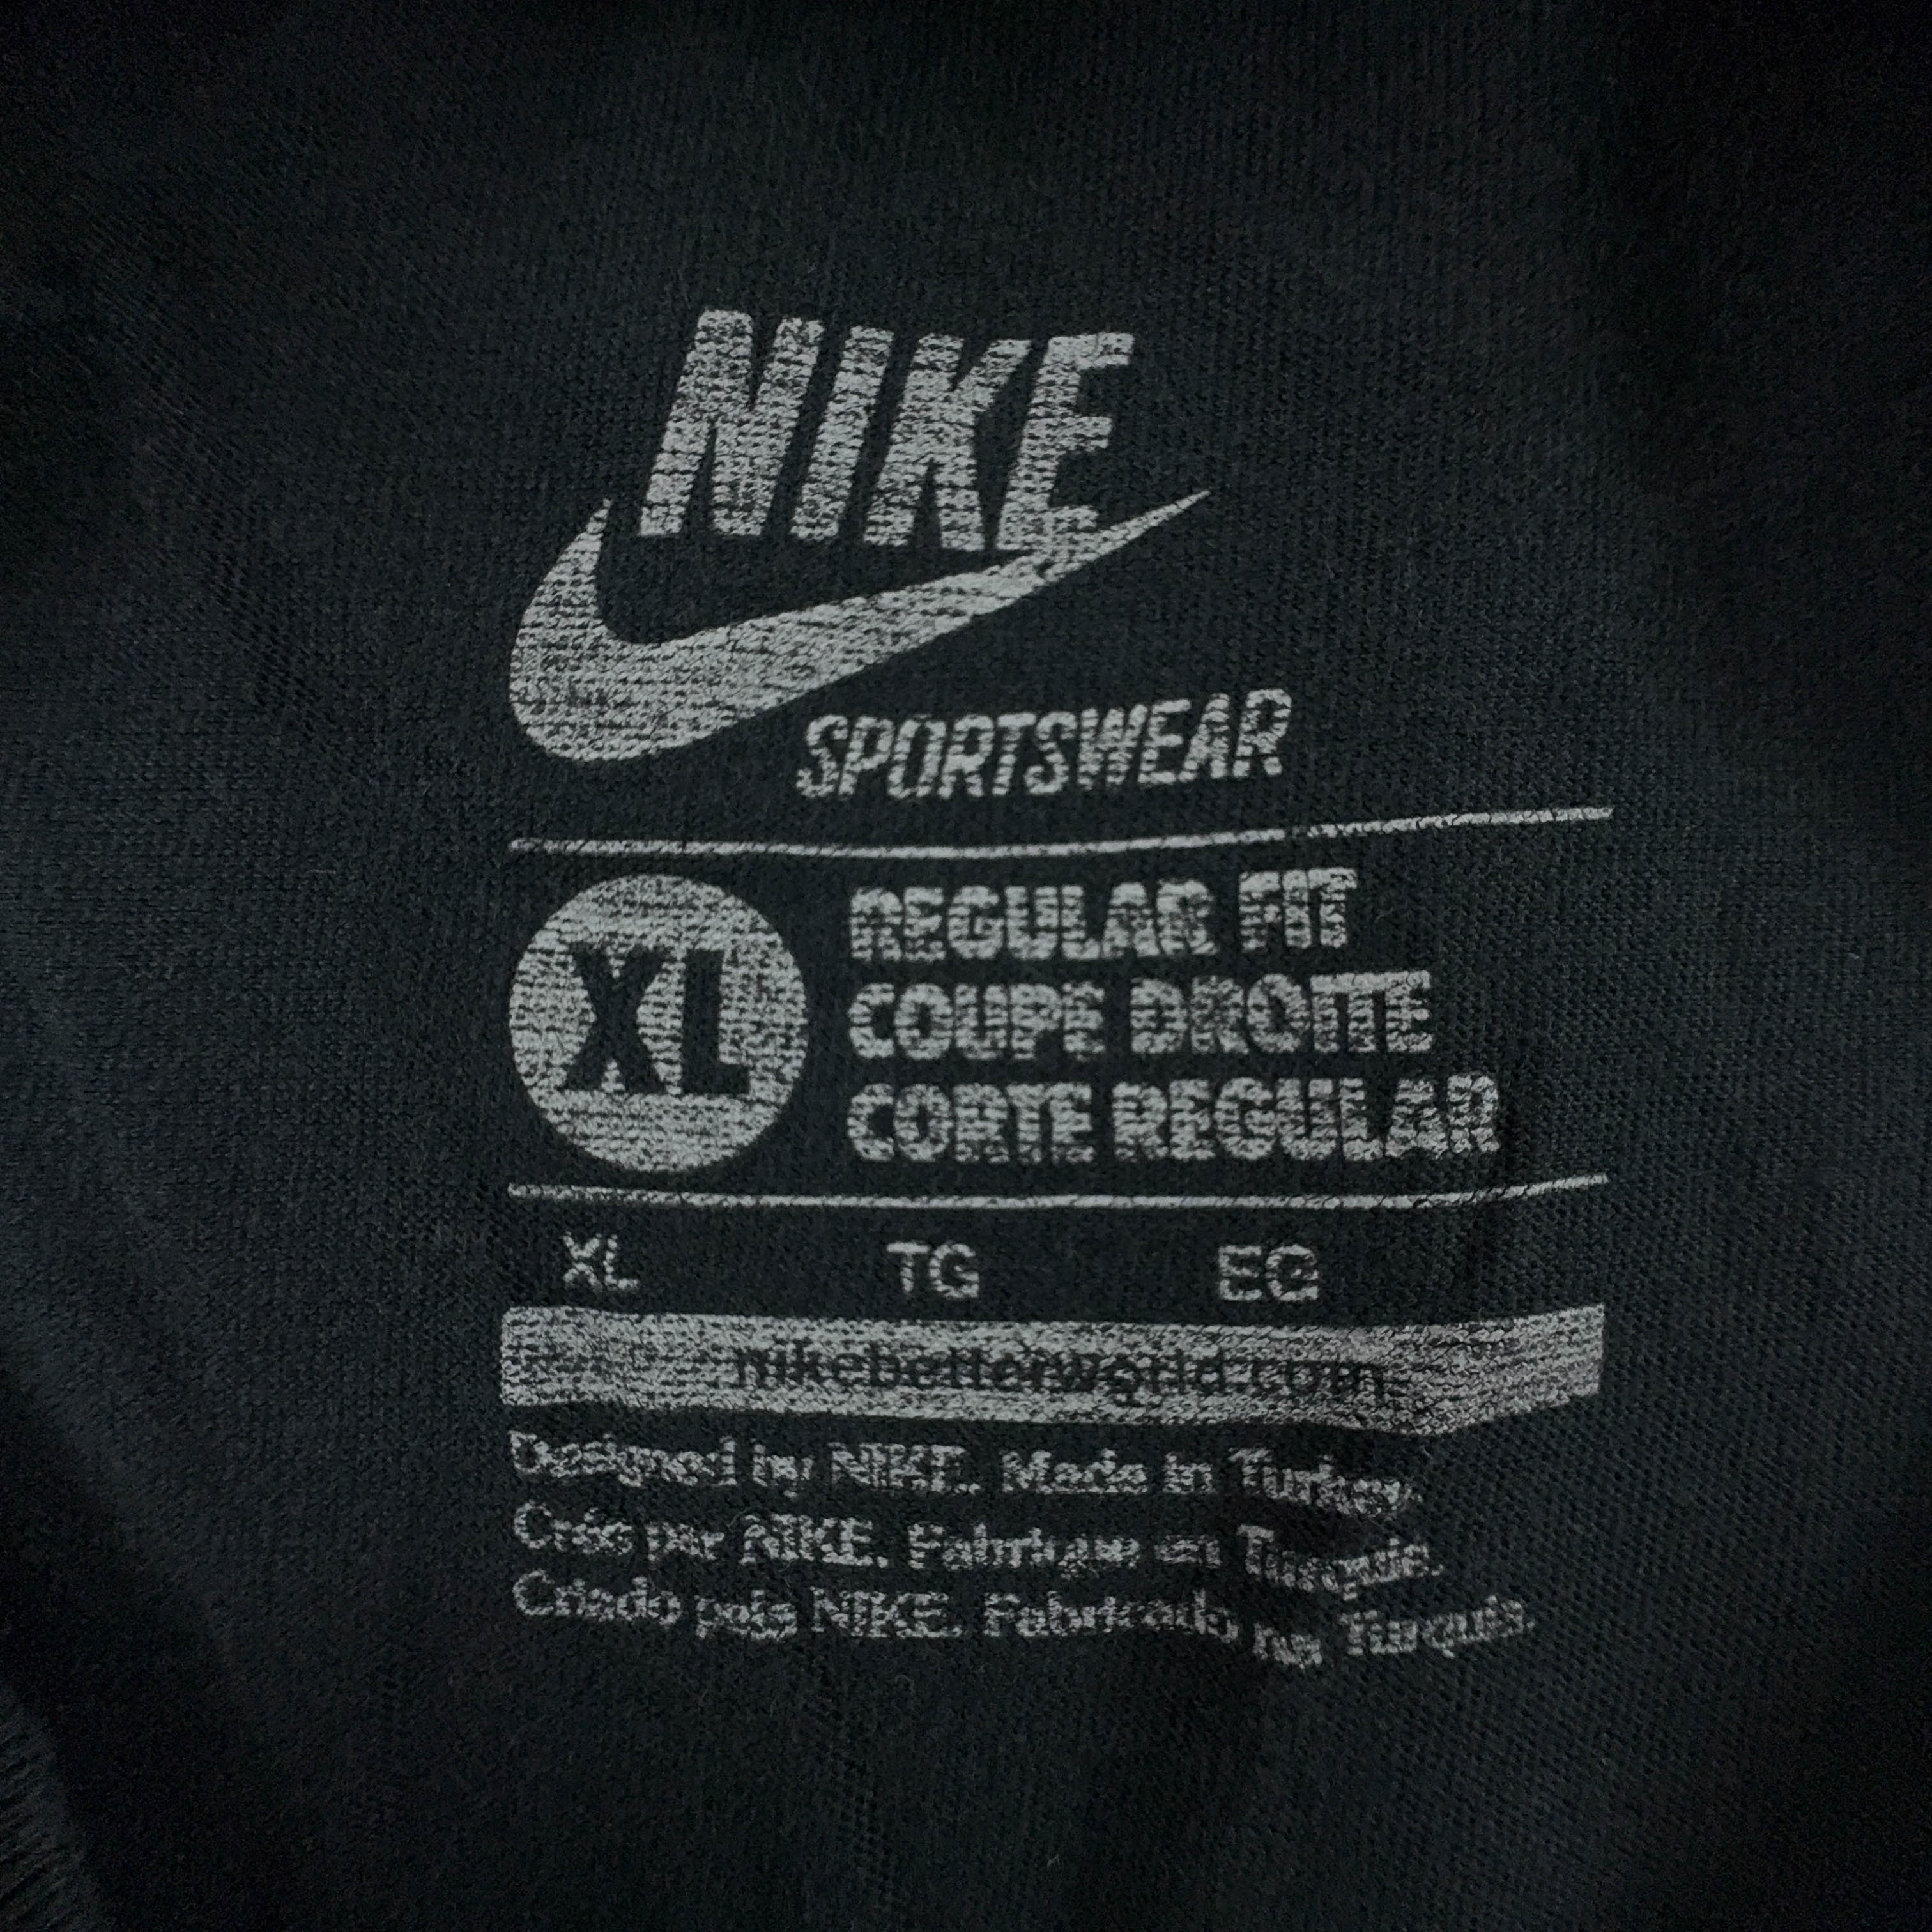 NIKE
SPORTSWEAR
XL
REGULAR FIT
COUPE DROITE
CORTE REGULAR
XL TG EG
nikebetterworld.com
Designed by NIKE. Made in Turkey.
Créé par NIKE. Fabriqué en Turquie.
Criado pela NIKE. Fabricado na Turquia.